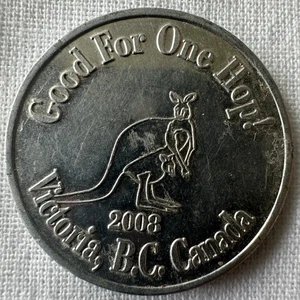 Good For One Hop!
2008
Victoria, B.C. Canada